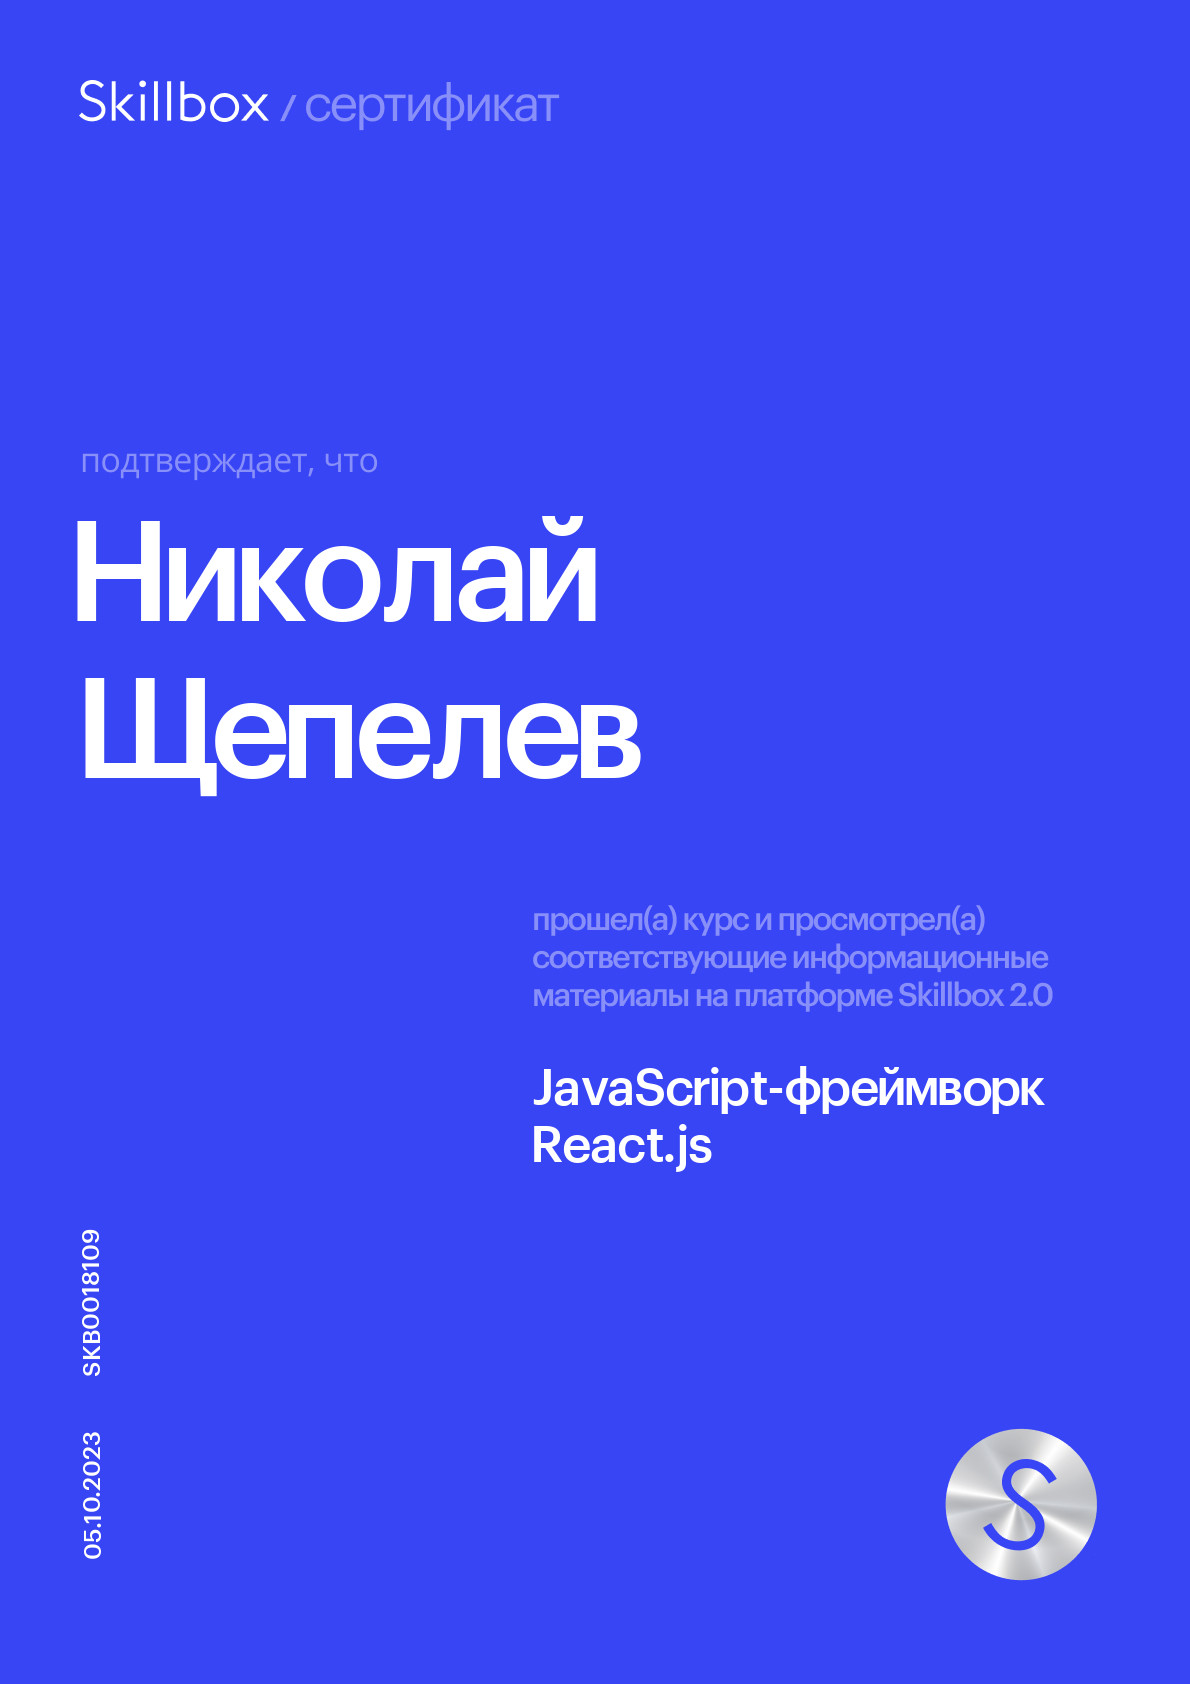 Skillbox / сертификат
подтверждает, что
Николай
Щепелев
прошел(а) курс и просмотрел(а)
соответствующие информационные
материалы на платформе Skillbox 2.0
JavaScript-фреймворк
React.js
SKB0018109
05.10.2023
S